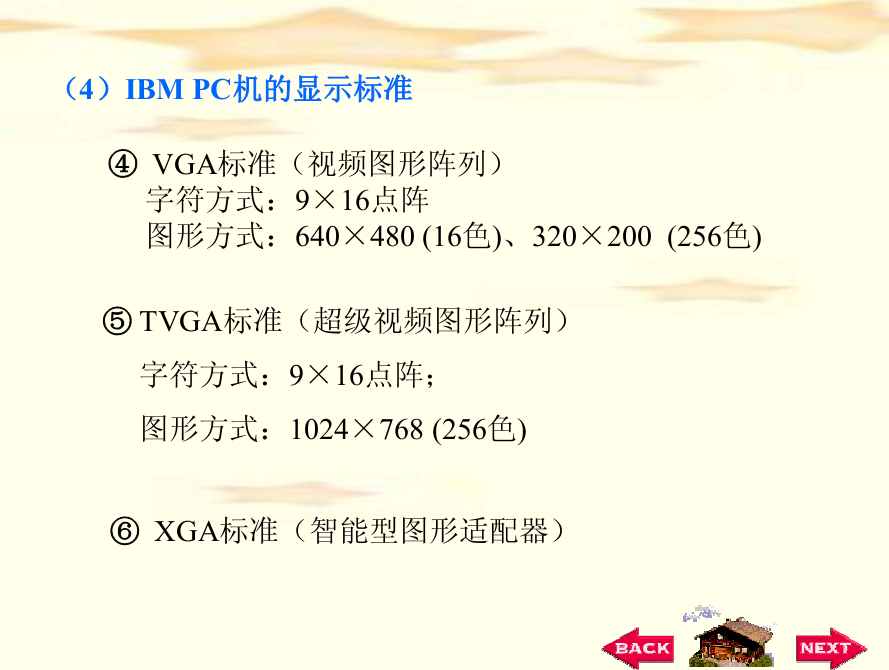 （4）IBM PC机的显示标准
④ VGA标准（视频图形阵列）
字符方式：9×16点阵
图形方式：640×480 (16色)、320×200 (256色)
⑤ TVGA标准（超级视频图形阵列）
字符方式：9×16点阵；
图形方式：1024×768 (256色)
⑥ XGA标准（智能型图形适配器）
BACK NEXT